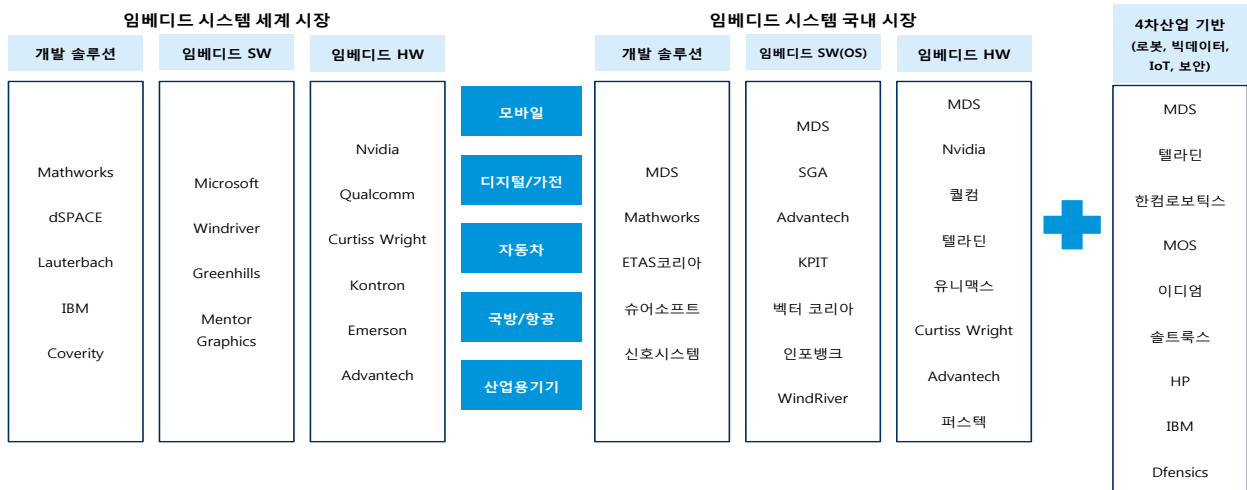 임베디드 시스템 세계 시장
개발 솔루션
Mathworks
dSPACE
Lauterbach
IBM
Coverity
임베디드 SW
Microsoft
Windriver
Greenhills
Mentor
Graphics
임베디드 HW
Nvidia
Qualcomm
Curtiss Wright
Kontron
Emerson
Advantech
모바일
디지털/가전
자동차
국방/항공
산업용기기
임베디드 시스템 국내 시장
개발 솔루션
MDS
Mathworks
ETAS코리아
슈어소프트
신호시스템
임베디드 SW(OS)
MDS
SGA
Advantech
KPIT
벡터 코리아
인포뱅크
WindRiver
임베디드 HW
MDS
Nvidia
퀄컴
텔라딘
유니맥스
Curtiss Wright
Advantech
퍼스텍
4차산업 기반
(로봇, 빅데이터,
IoT, 보안)
MDS
텔라딘
한컴로보틱스
MOS
이디엄
솔트룩스
HP
IBM
Dfensics